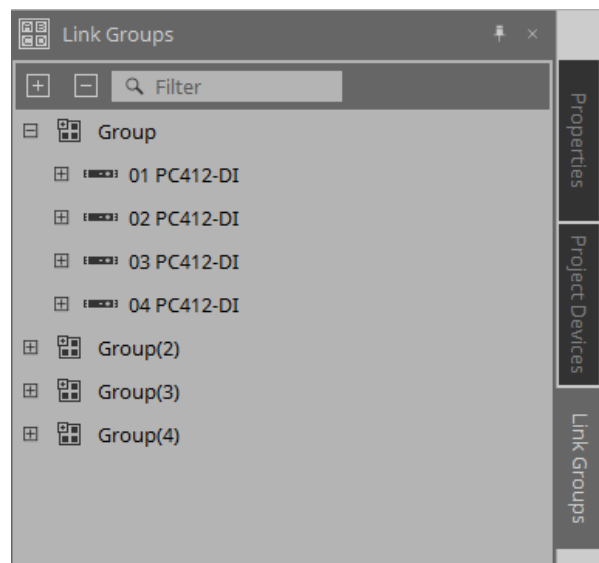 Link Groups
Filter
Group
01 PC412-DI
02 PC412-DI
03 PC412-DI
04 PC412-DI
Group(2)
Group(3)
Group(4)
Properties
Project Devices
Link Groups